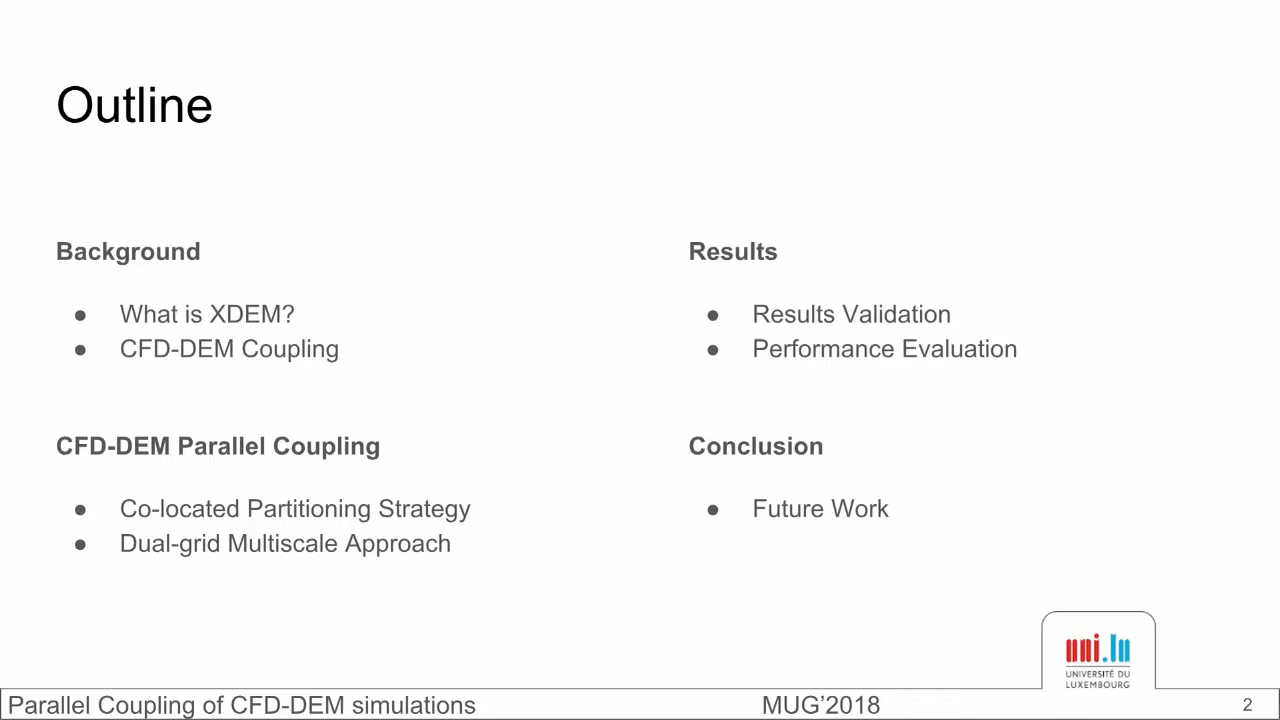 Outline
Background
● What is XDEM?
● CFD-DEM Coupling
CFD-DEM Parallel Coupling
● Co-located Partitioning Strategy
● Dual-grid Multiscale Approach
Results
● Results Validation
● Performance Evaluation
Conclusion
● Future Work
uni.lu
UNIVERSITÉ DU
LUXEMBOURG
Parallel Coupling of CFD-DEM simulations
MUG’2018
2